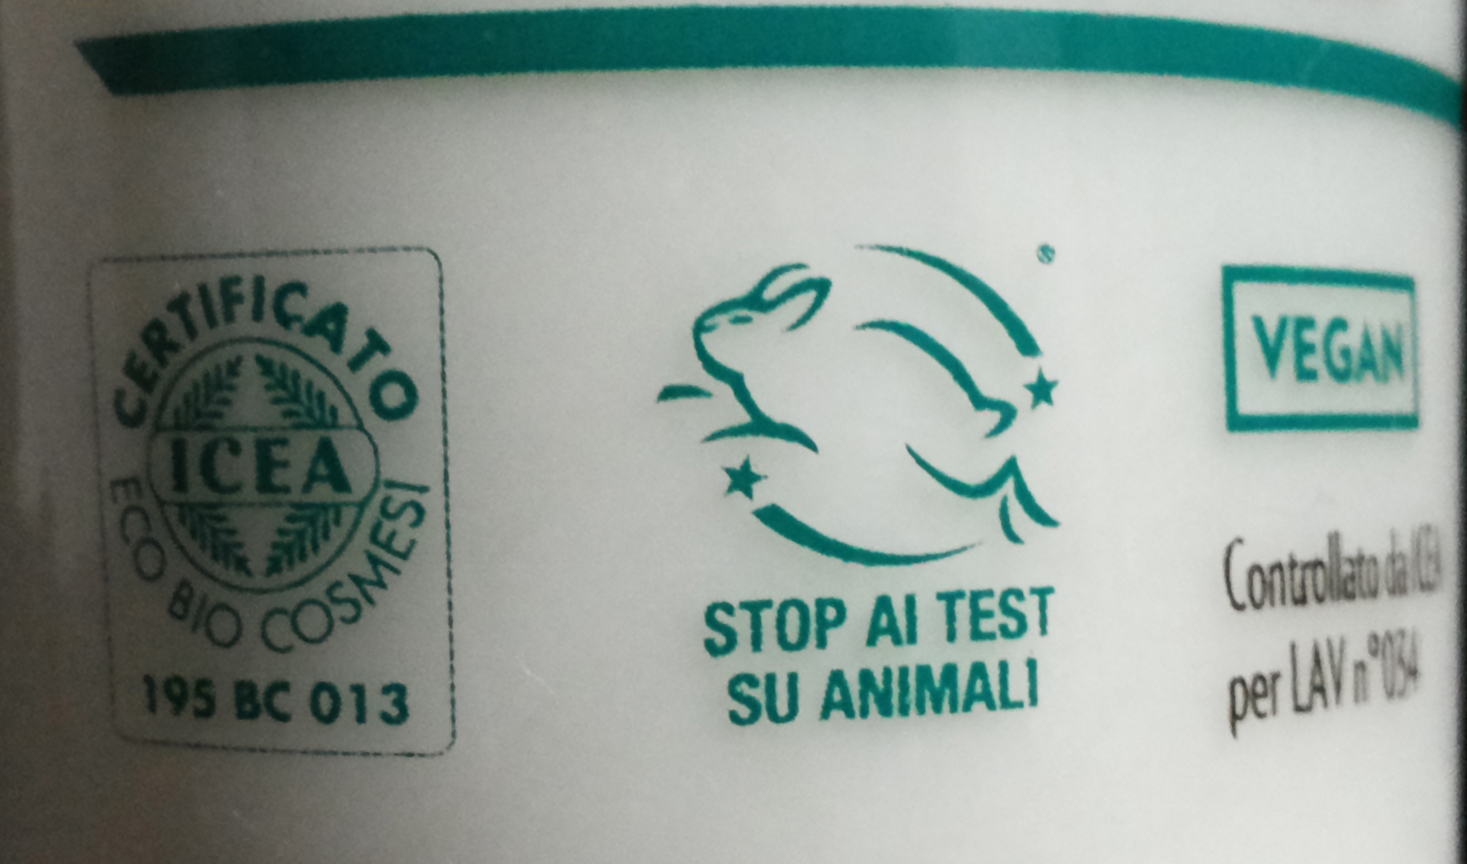 CERTIFICATO
ICEA
ECO BIO COSMESI
195 BC 013
®
STOP AI TEST
SU ANIMALI
VEGAN
Controllato da ICEA
per LAV n°034